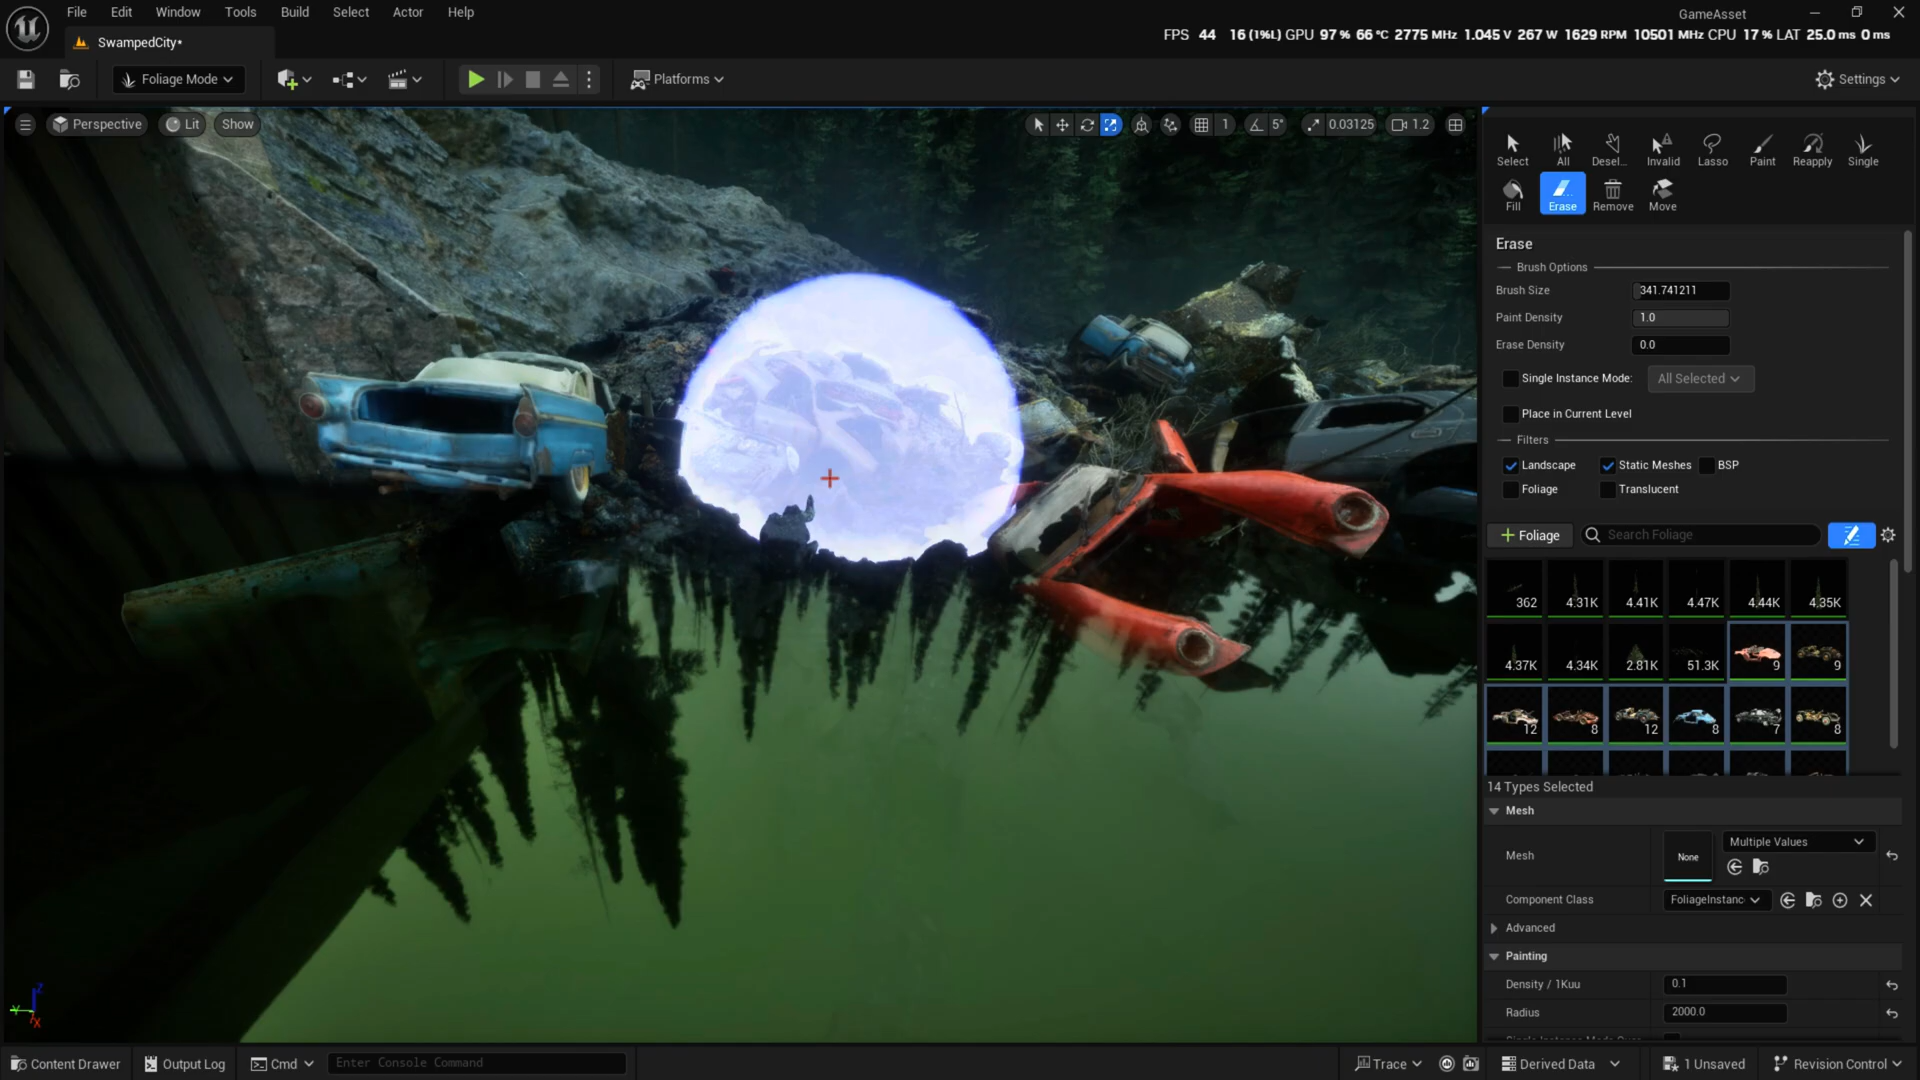 File Edit Window Tools Build Select Actor Help
GameAsset
SwampedCity*
FPS 44 16 (1%L) GPU 97 % 66 °C 2775 MHz 1.045 V 267 W 1629 RPM 10501 MHz CPU 17 % LAT 25.0 ms 0 ms
Foliage Mode
Platforms
Settings
Perspective Lit Show
1 5° 0.03125 1.2
Select All Desel... Invalid Lasso Paint Reapply Single
Fill Erase Remove Move
Erase
Brush Options
Brush Size 341.741211
Paint Density 1.0
Erase Density 0.0
Single Instance Mode: All Selected
Place in Current Level
Filters
Landscape Static Meshes BSP
Foliage Translucent
+ Foliage Search Foliage
362 4.31K 4.41K 4.47K 4.44K 4.35K
4.37K 4.34K 2.81K 51.3K 9 9
12 8 12 8 7 8
14 Types Selected
Mesh
Mesh None Multiple Values
Component Class FoliageInstanc
Advanced
Painting
Density / 1Kuu 0.1
Radius 2000.0
Z
Y
X
Content Drawer Output Log Cmd Enter Console Command Trace Derived Data 1 Unsaved Revision Control